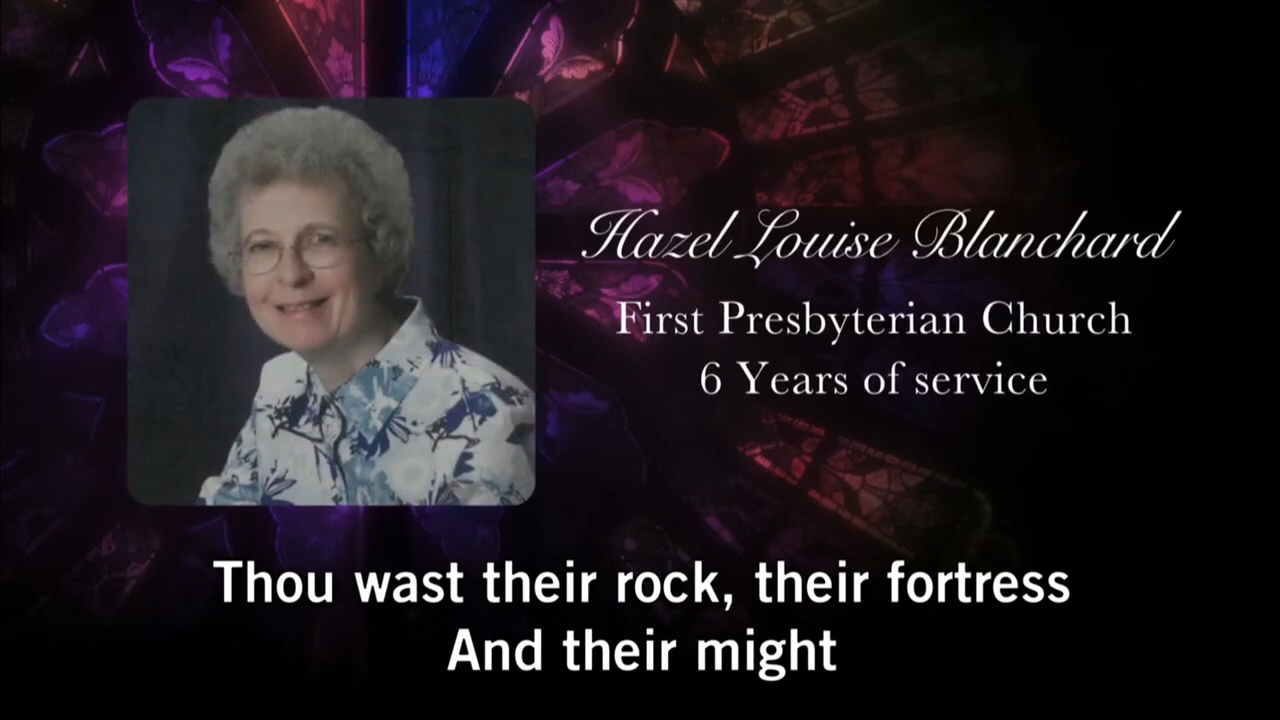 Hazel Louise Blanchard
First Presbyterian Church
6 Years of service
Thou wast their rock, their fortress
And their might